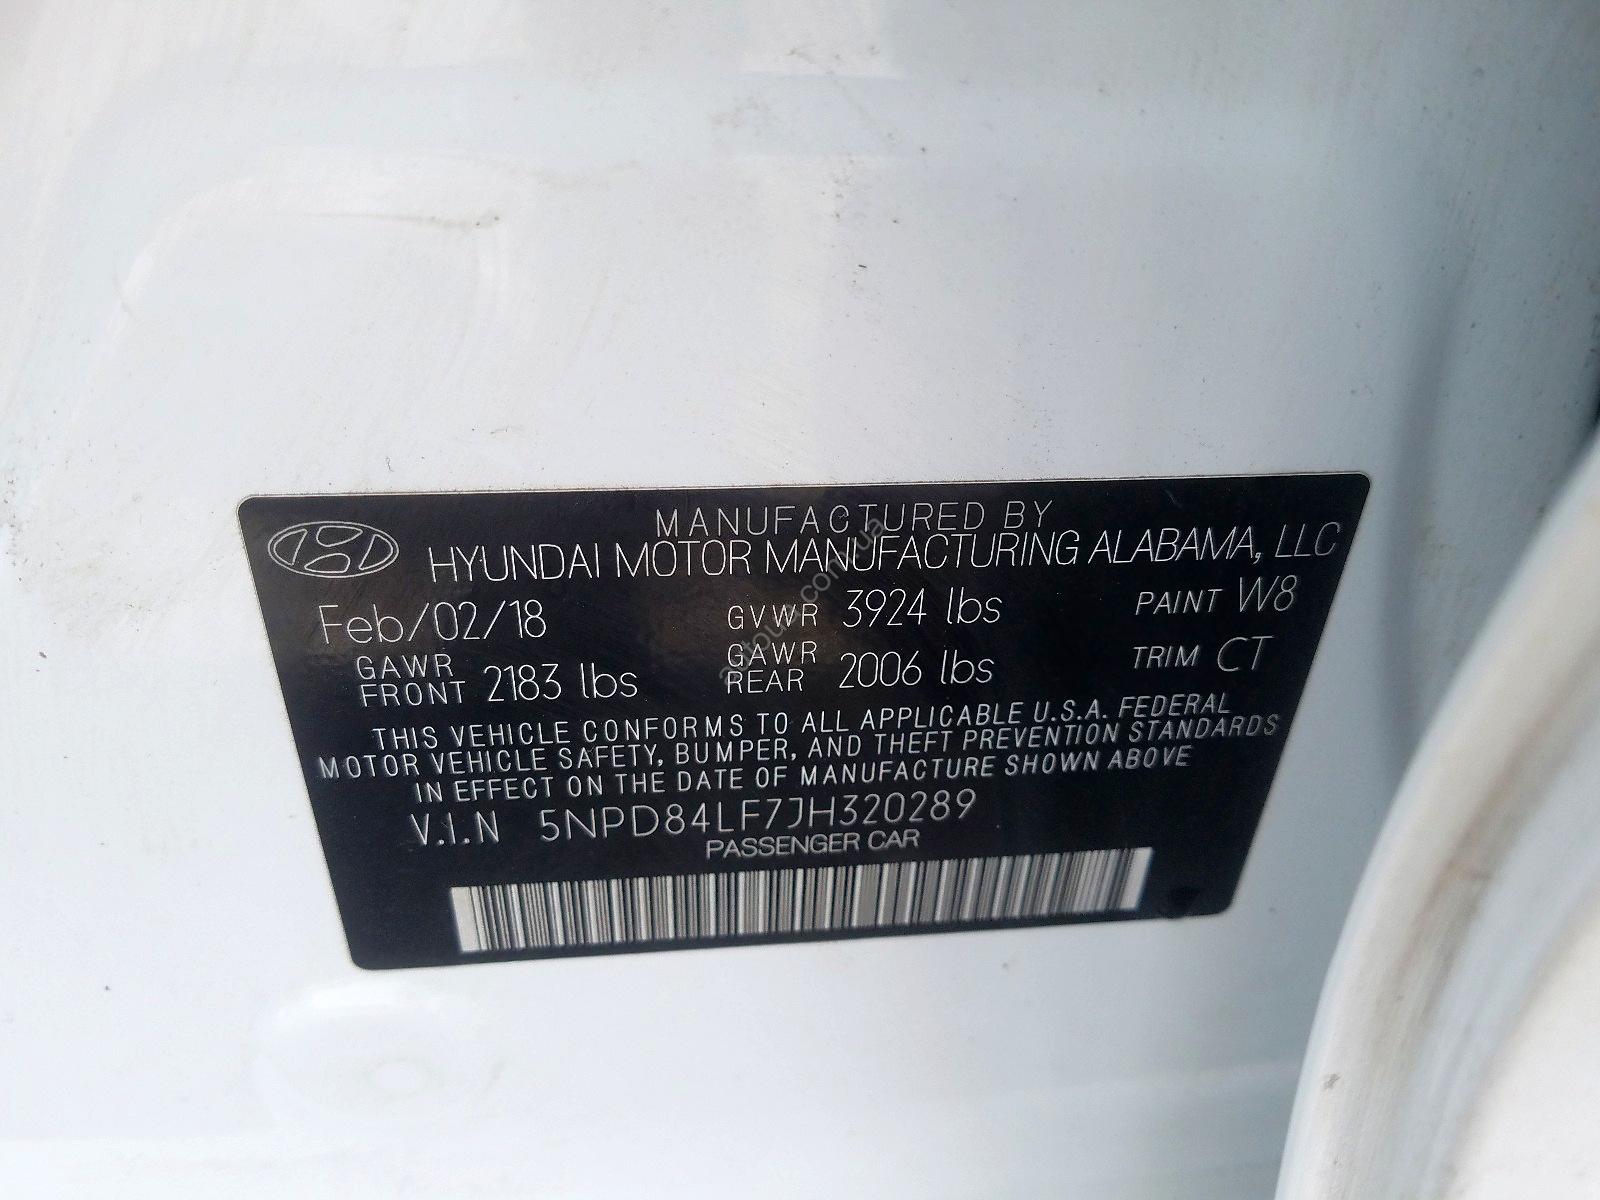 MANUFACTURED BY
HYUNDAI MOTOR MANUFACTURING ALABAMA, LLC
Feb/02/18 GVWR 3924 lbs PAINT W8
GAWR FRONT 2183 lbs GAWR REAR 2006 lbs TRIM CT
THIS VEHICLE CONFORMS TO ALL APPLICABLE U.S.A. FEDERAL
MOTOR VEHICLE SAFETY, BUMPER, AND THEFT PREVENTION STANDARDS
IN EFFECT ON THE DATE OF MANUFACTURE SHOWN ABOVE
V.I.N 5NPD84LF7JH320289
PASSENGER CAR